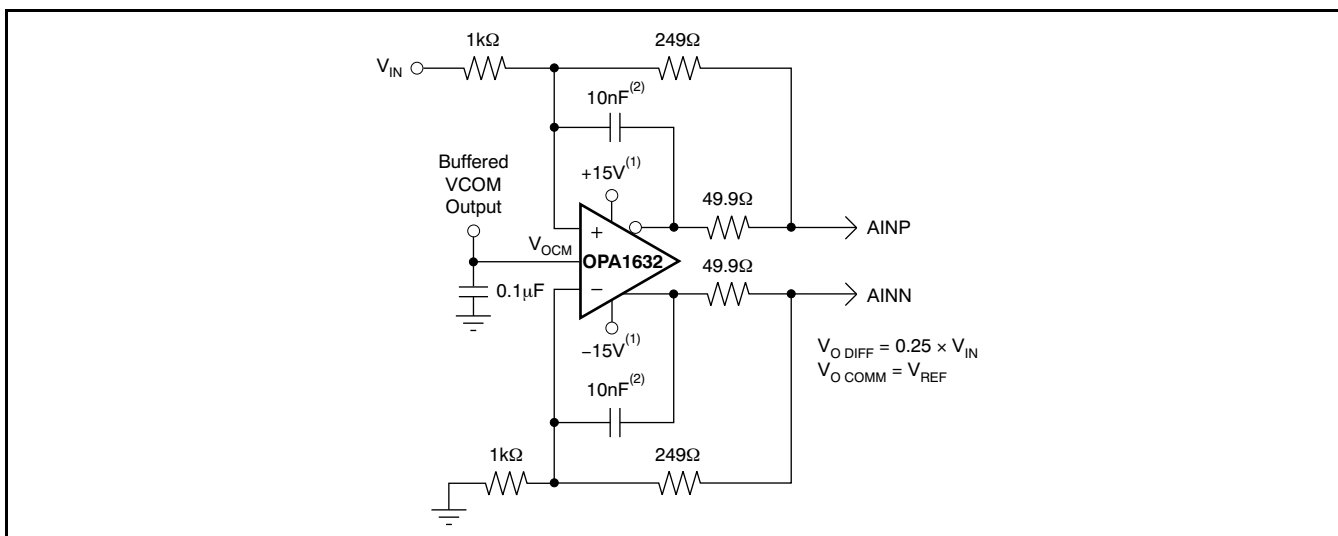 1kΩ
249Ω
V_IN
10nF^(2)
Buffered
VCOM
Output
+15V^(1)
49.9Ω
+
AINP
V_OCM
OPA1632
49.9Ω
0.1μF
−
AINN
−15V^(1)
V_O DIFF = 0.25 × V_IN
V_O COMM = V_REF
10nF^(2)
1kΩ
249Ω